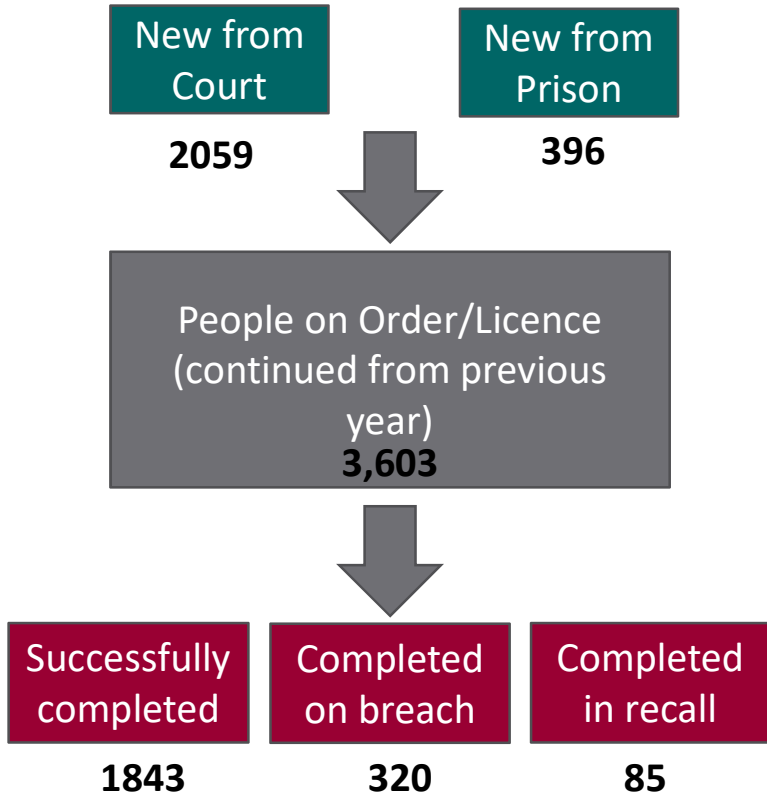 New from
Court
New from
Prison
2059
396
People on Order/Licence
(continued from previous
year)
3,603
Successfully
completed
Completed
on breach
Completed
in recall
1843
320
85